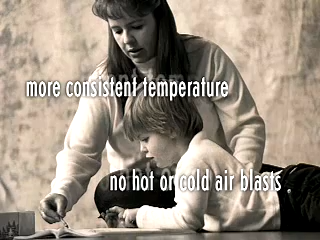 more consistent temperature
no hot or cold air blasts